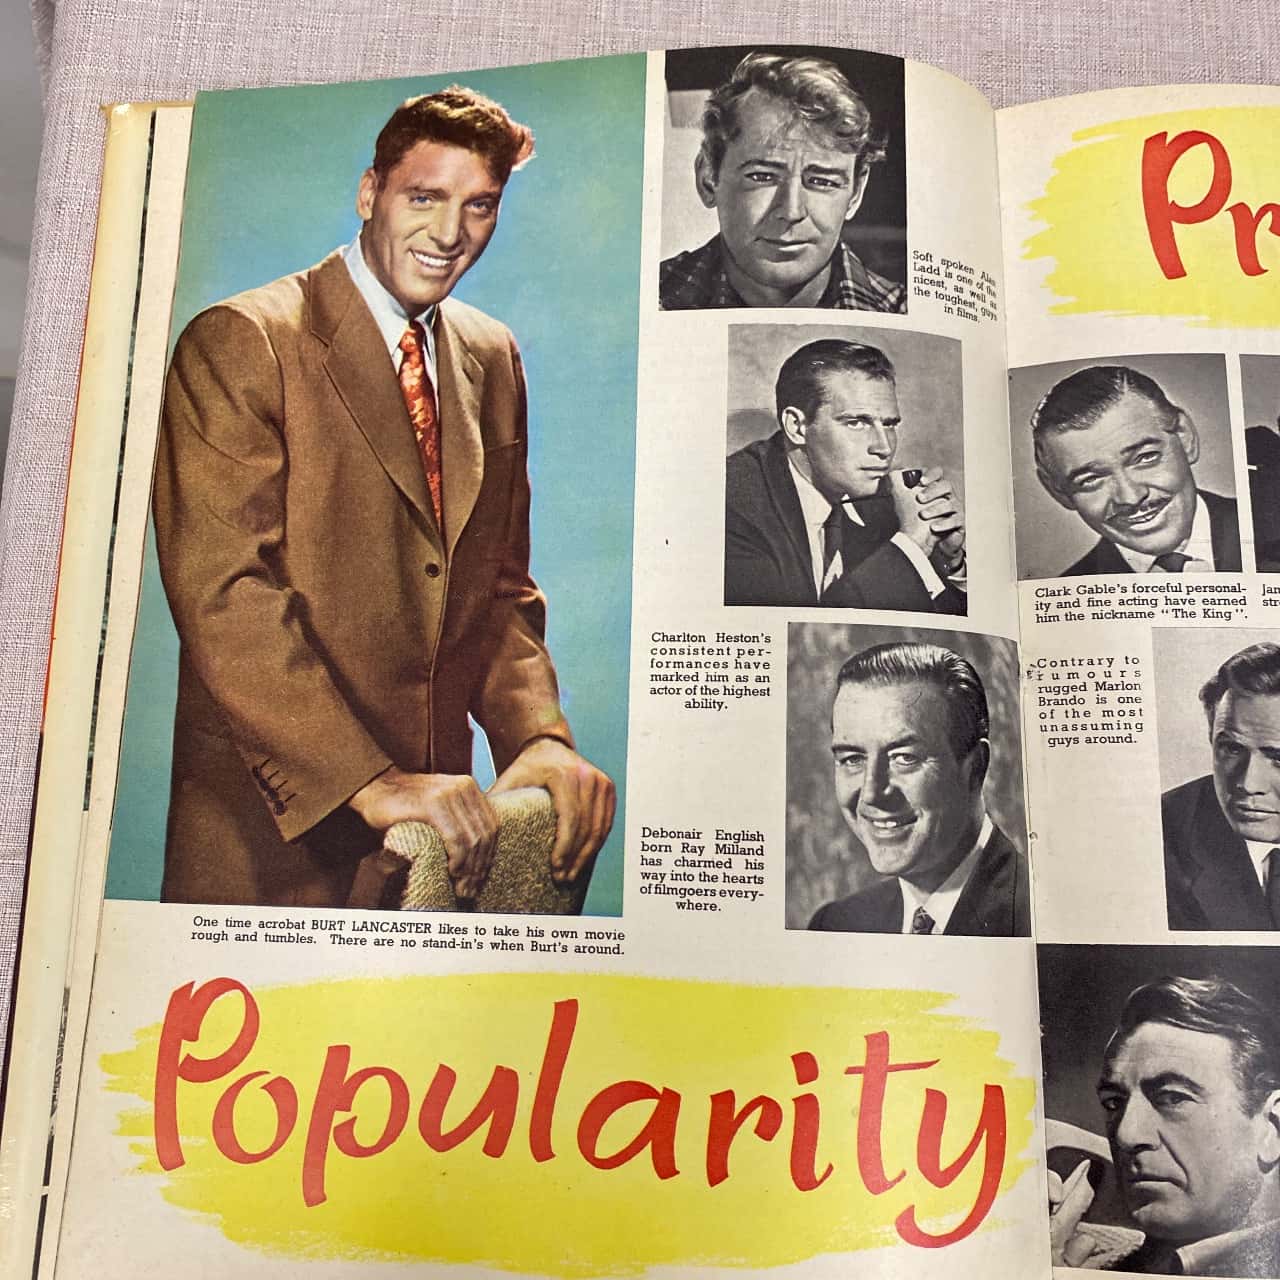 Soft spoken Alan
Ladd is one of the
nicest, as well as
the toughest, guys
in films.
Charlton Heston's
consistent per-
formances have
marked him as an
actor of the highest
ability.
Debonair English
born Ray Milland
has charmed his
way into the hearts
of filmgoers every-
where.
One time acrobat BURT LANCASTER likes to take his own movie
rough and tumbles. There are no stand-in's when Burt's around.
Popularity
Pr
Clark Gable's forceful personal-
ity and fine acting have earned
him the nickname "The King".
Jam
str
Contrary to
rumours
rugged Marlon
Brando is one
of the most
unassuming
guys around.